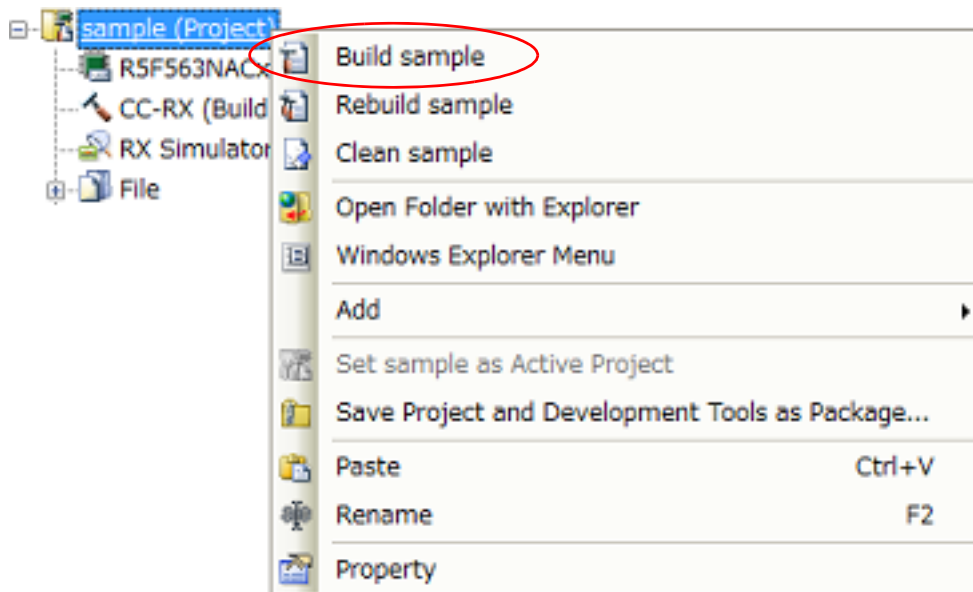 sample (Project)
R5F563NACx
CC-RX (Build
RX Simulator
File
Build sample
Rebuild sample
Clean sample
Open Folder with Explorer
Windows Explorer Menu
Add
Set sample as Active Project
Save Project and Development Tools as Package...
Paste Ctrl+V
Rename F2
Property